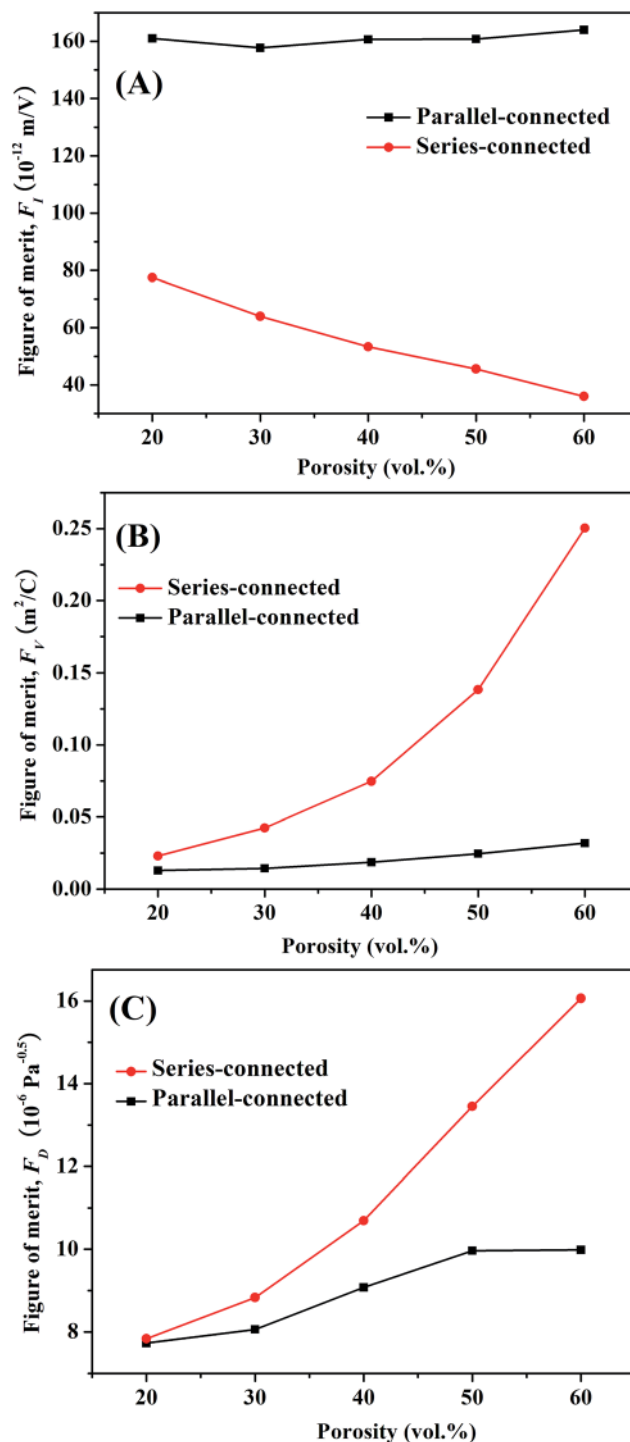 160
(A)
140
120
Parallel-connected
Series-connected
100
80
60
40
Figure of merit, F_I (10⁻¹² m/V)
20 30 40 50 60
Porosity (vol.%)
0.25
(B)
0.20
Series-connected
Parallel-connected
0.15
0.10
0.05
0.00
Figure of merit, F_V (m²/C)
20 30 40 50 60
Porosity (vol.%)
16
(C)
Series-connected
Parallel-connected
14
12
10
8
Figure of merit, F_D (10⁻⁶ Pa⁻⁰·⁵)
20 30 40 50 60
Porosity (vol.%)